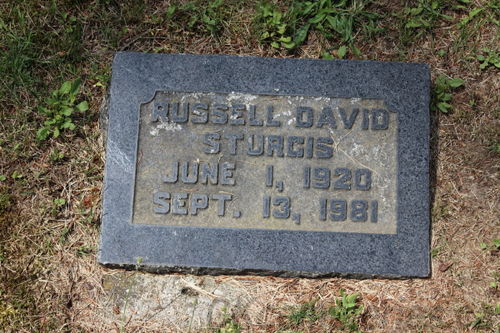 RUSSELL DAVID
STURGIS
JUNE 1, 1920
SEPT. 13, 1981